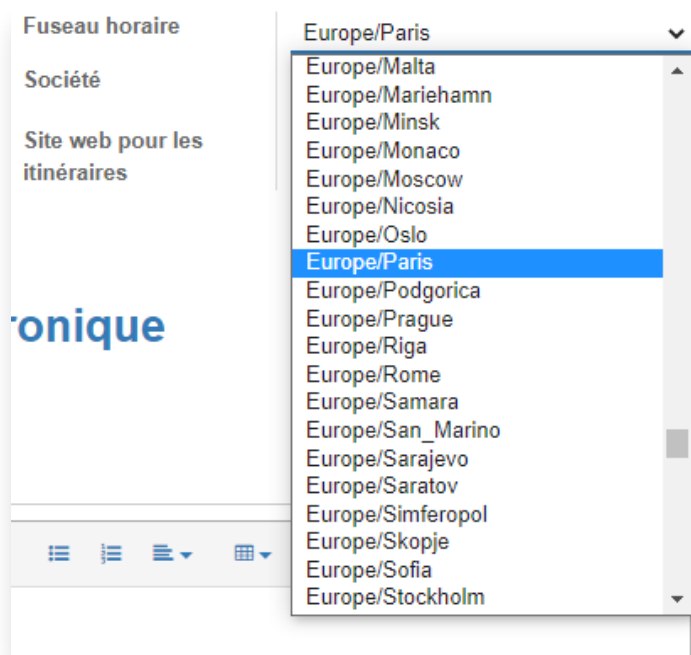 Fuseau horaire
Europe/Paris
Société
Site web pour les
itinéraires
Europe/Malta
Europe/Mariehamn
Europe/Minsk
Europe/Monaco
Europe/Moscow
Europe/Nicosia
Europe/Oslo
Europe/Paris
Europe/Podgorica
Europe/Prague
Europe/Riga
Europe/Rome
Europe/Samara
Europe/San_Marino
Europe/Sarajevo
Europe/Saratov
Europe/Simferopol
Europe/Skopje
Europe/Sofia
Europe/Stockholm
ronique